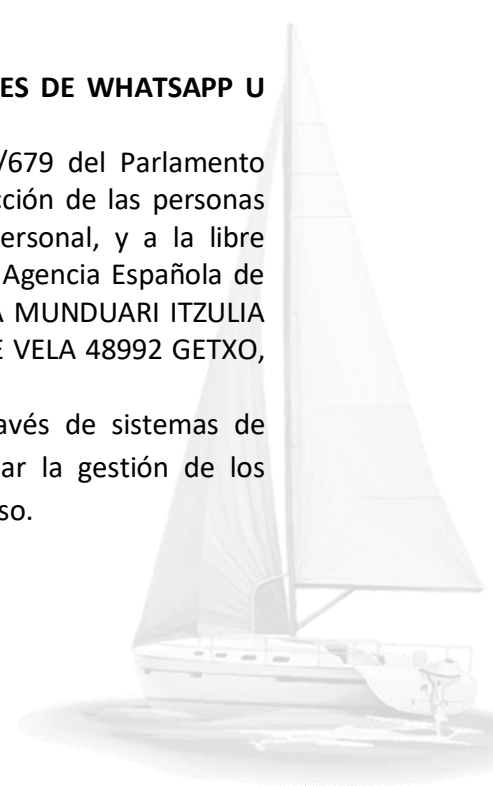 ES DE WHATSAPP U
/679 del Parlamento
cción de las personas
ersonal, y a la libre
Agencia Española de
A MUNDUARI ITZULIA
E VELA 48992 GETXO,
avés de sistemas de
ar la gestión de los
so.